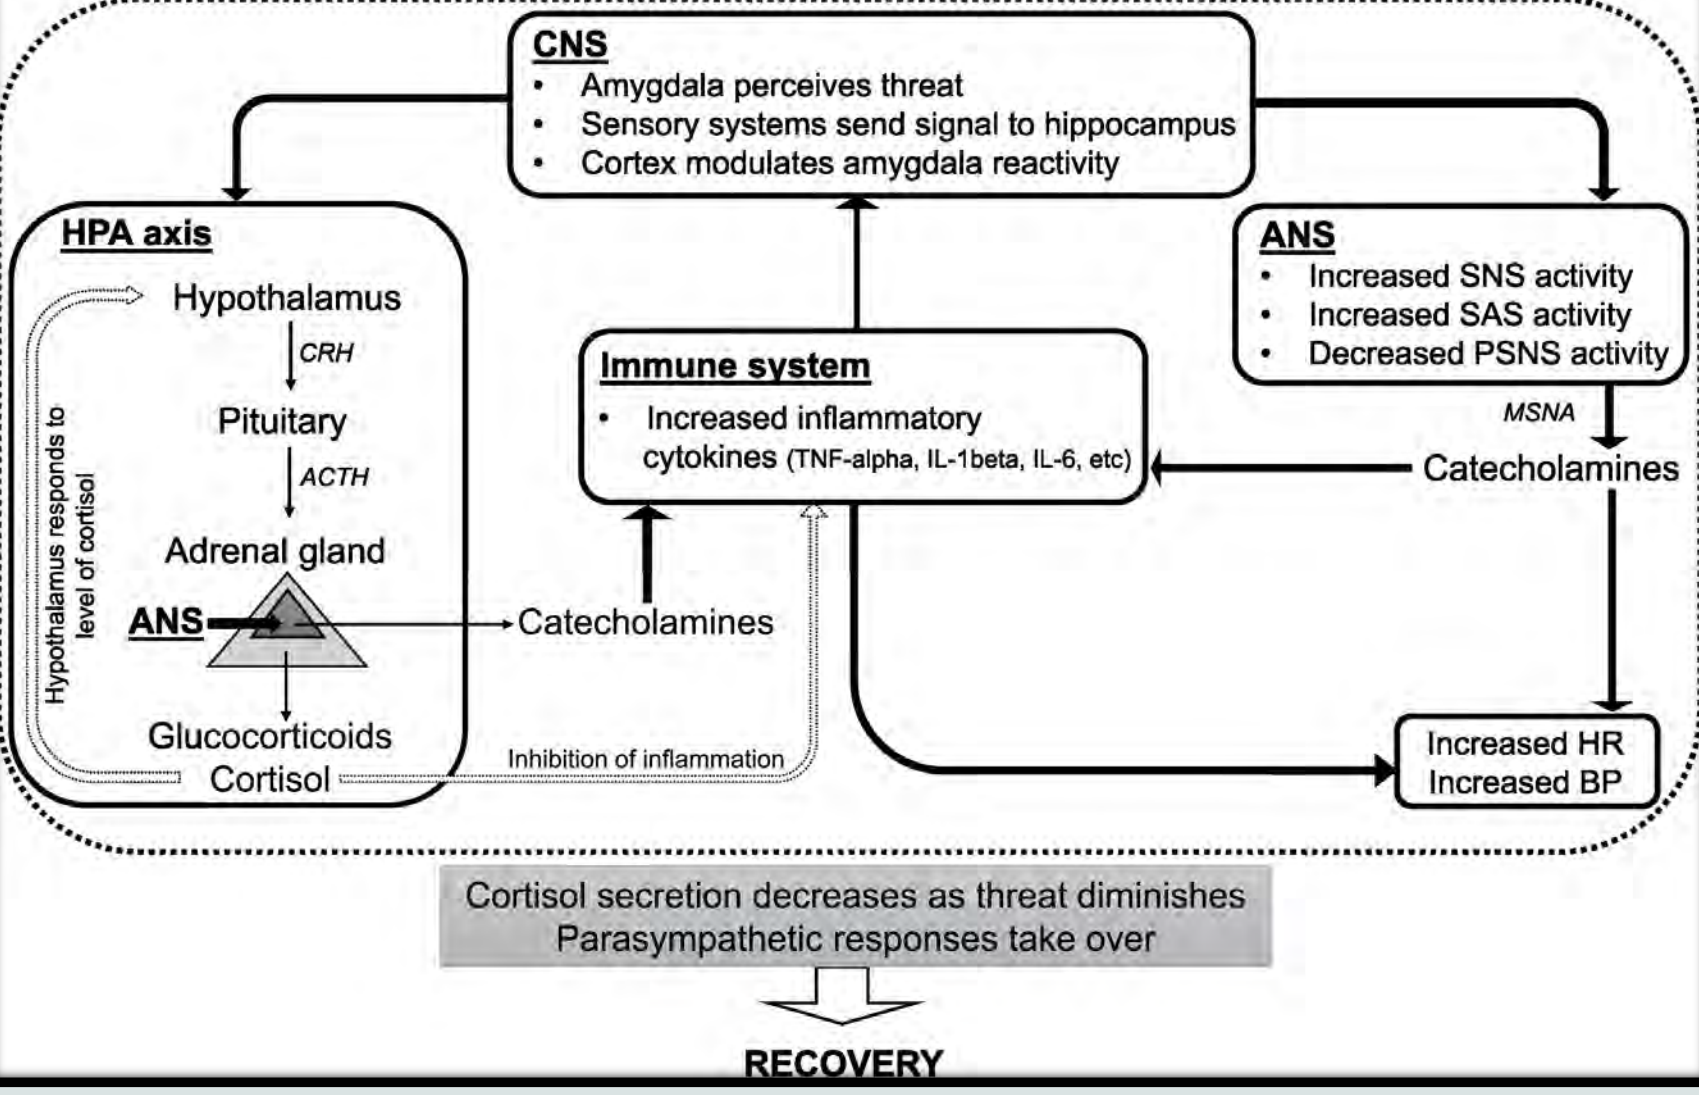 CNS
• Amygdala perceives threat
• Sensory systems send signal to hippocampus
• Cortex modulates amygdala reactivity
HPA axis
Hypothalamus
CRH
Pituitary
ACTH
Adrenal gland
ANS
Glucocorticoids
Cortisol
Hypothalamus responds to
level of cortisol
Immune system
• Increased inflammatory
cytokines (TNF-alpha, IL-1beta, IL-6, etc)
Catecholamines
Inhibition of inflammation
ANS
• Increased SNS activity
• Increased SAS activity
• Decreased PSNS activity
MSNA
Catecholamines
Increased HR
Increased BP
Cortisol secretion decreases as threat diminishes
Parasympathetic responses take over
RECOVERY